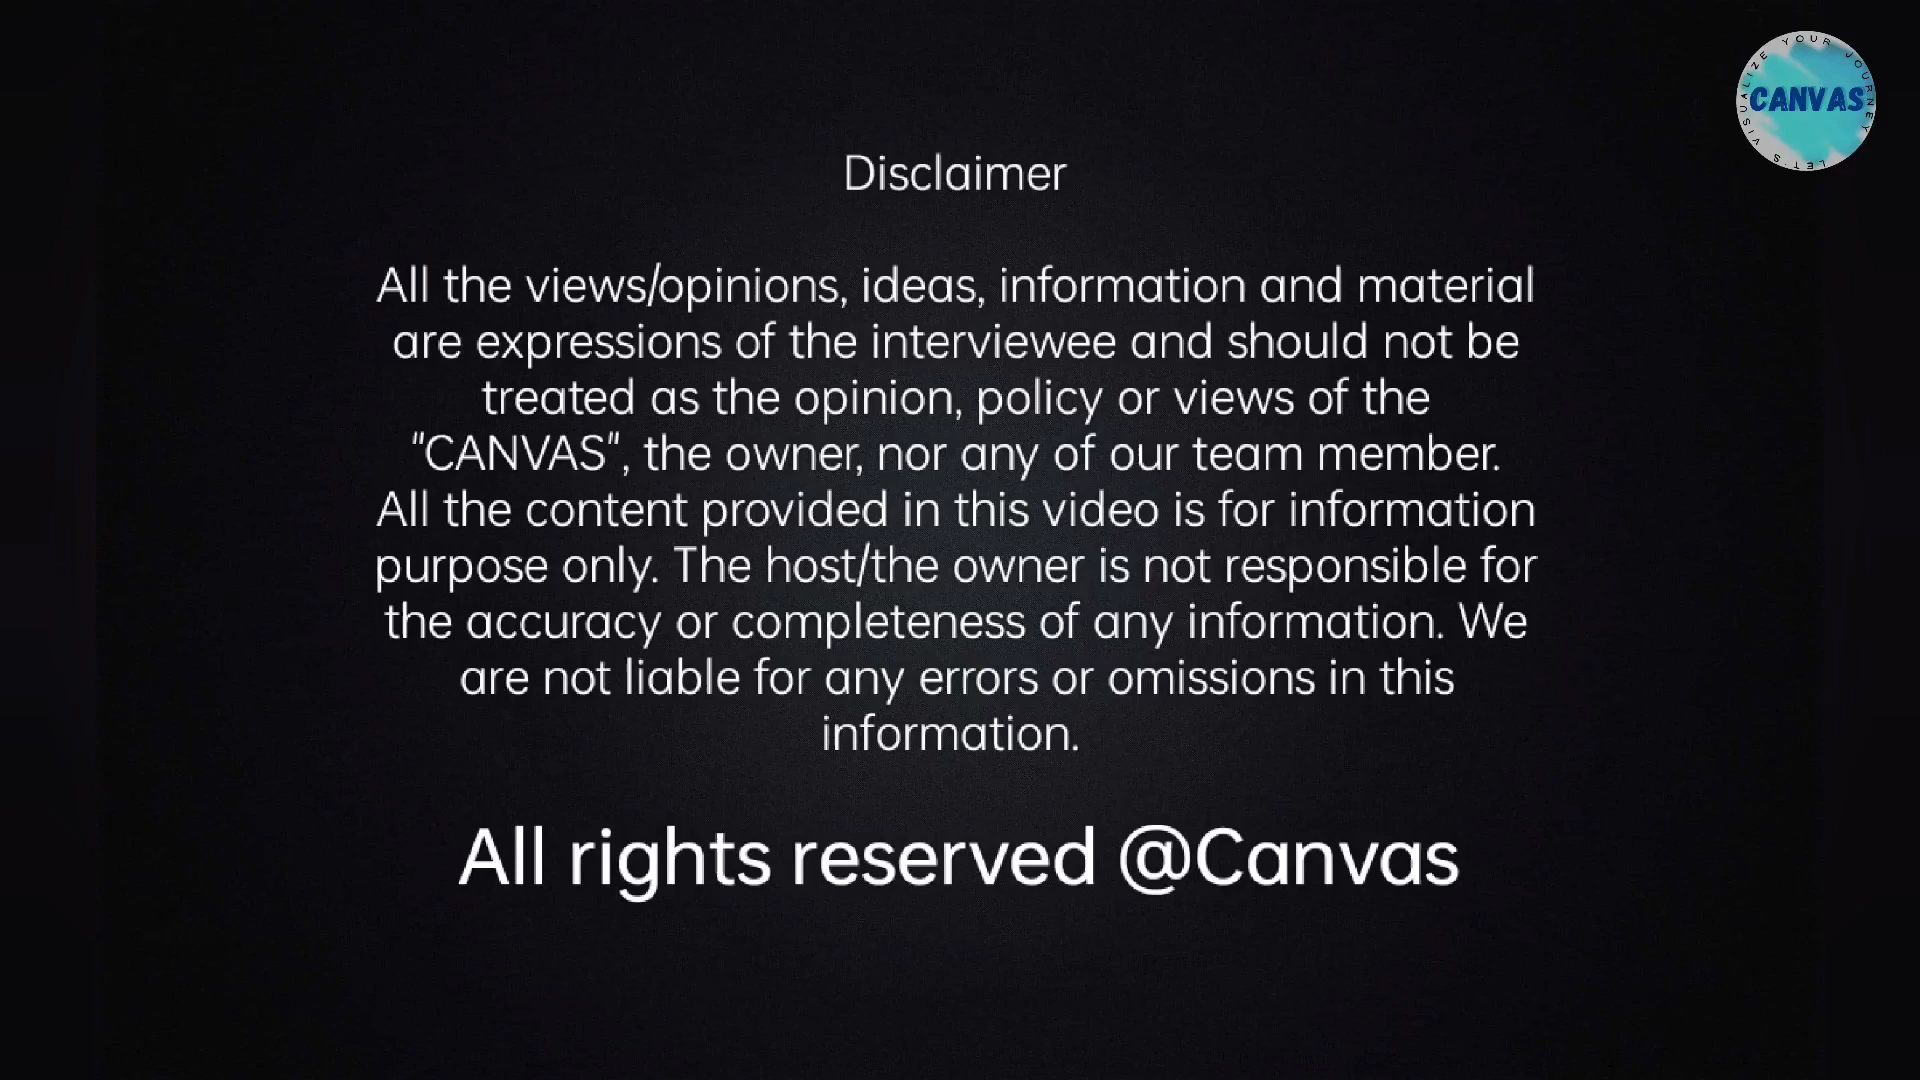 LET'S VISUALIZE YOUR JOURNEY
CANVAS
Disclaimer
All the views/opinions, ideas, information and material
are expressions of the interviewee and should not be
treated as the opinion, policy or views of the
"CANVAS", the owner, nor any of our team member.
All the content provided in this video is for information
purpose only. The host/the owner is not responsible for
the accuracy or completeness of any information. We
are not liable for any errors or omissions in this
information.
All rights reserved @Canvas